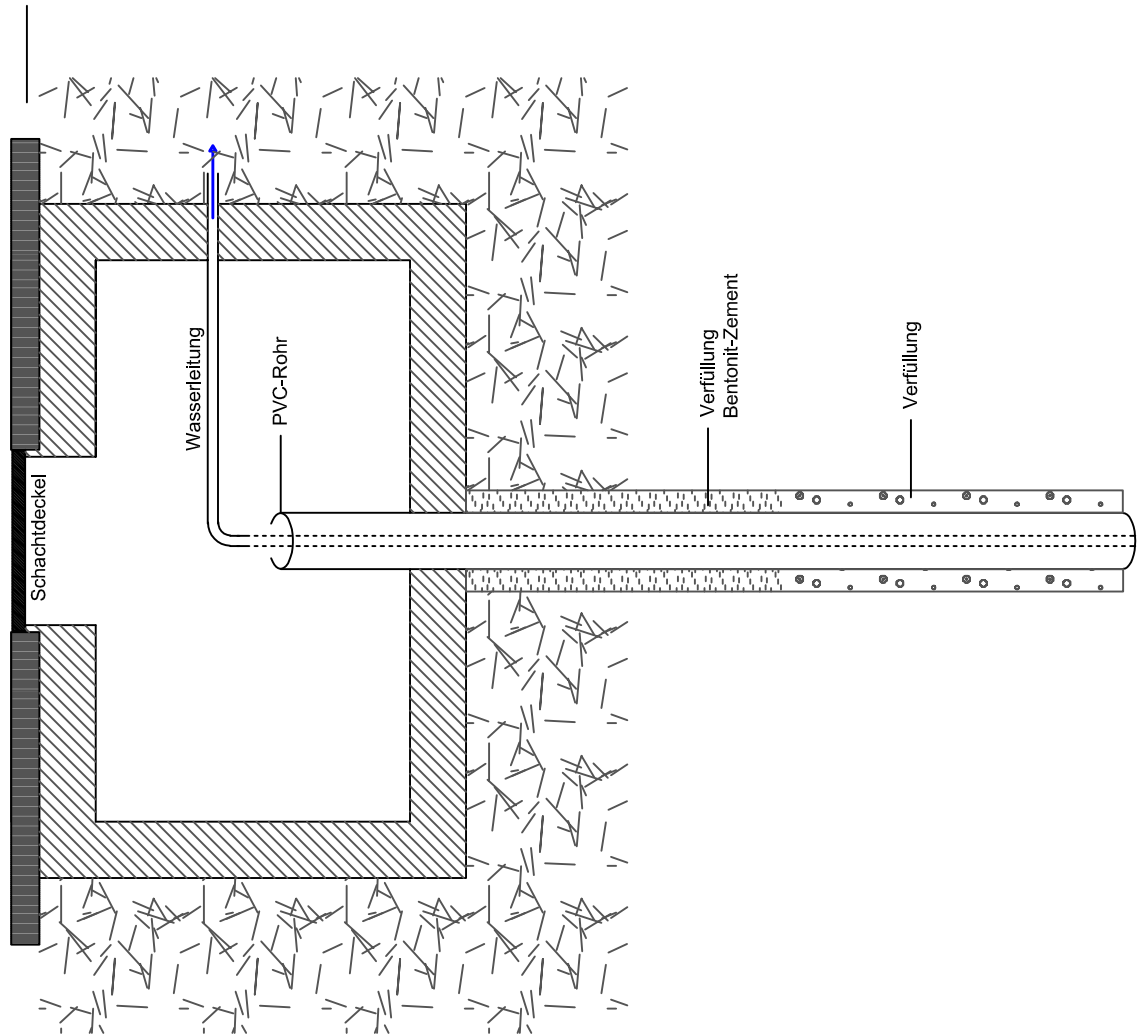 Schachtdeckel
Wasserleitung
PVC-Rohr
Verfüllung
Bentonit-Zement
Verfüllung